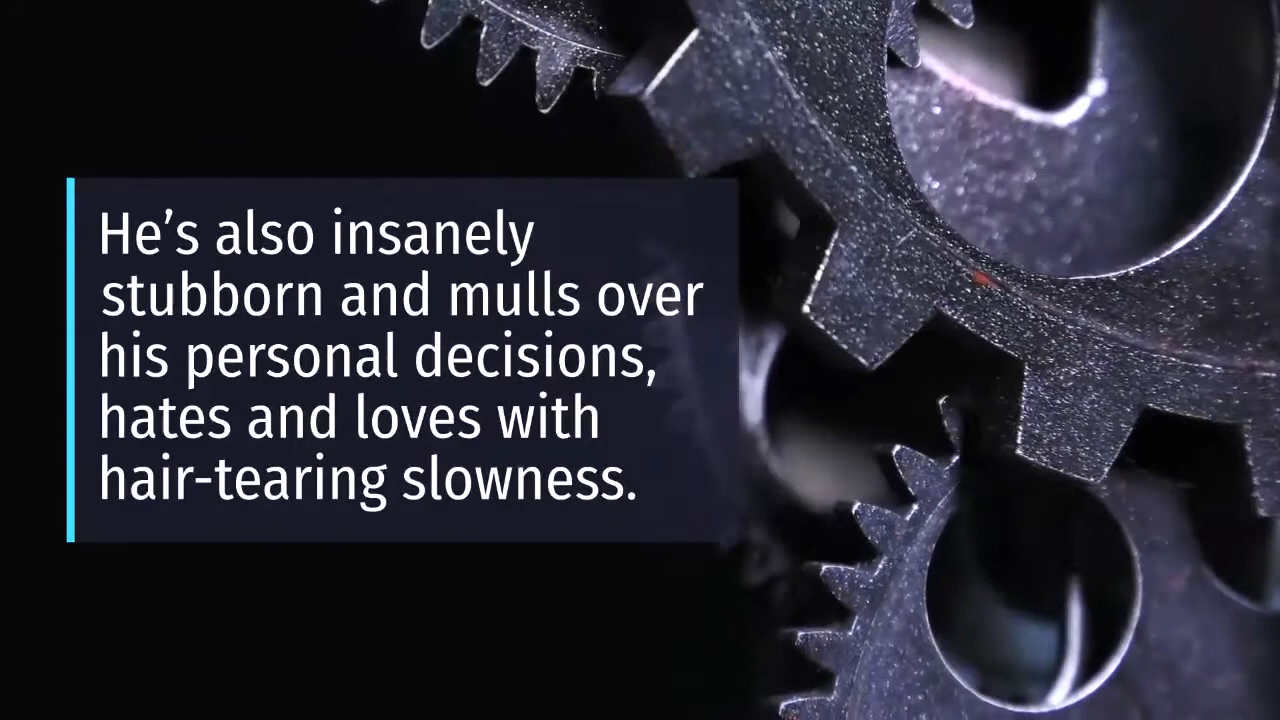 He’s also insanely
stubborn and mulls over
his personal decisions,
hates and loves with
hair-tearing slowness.